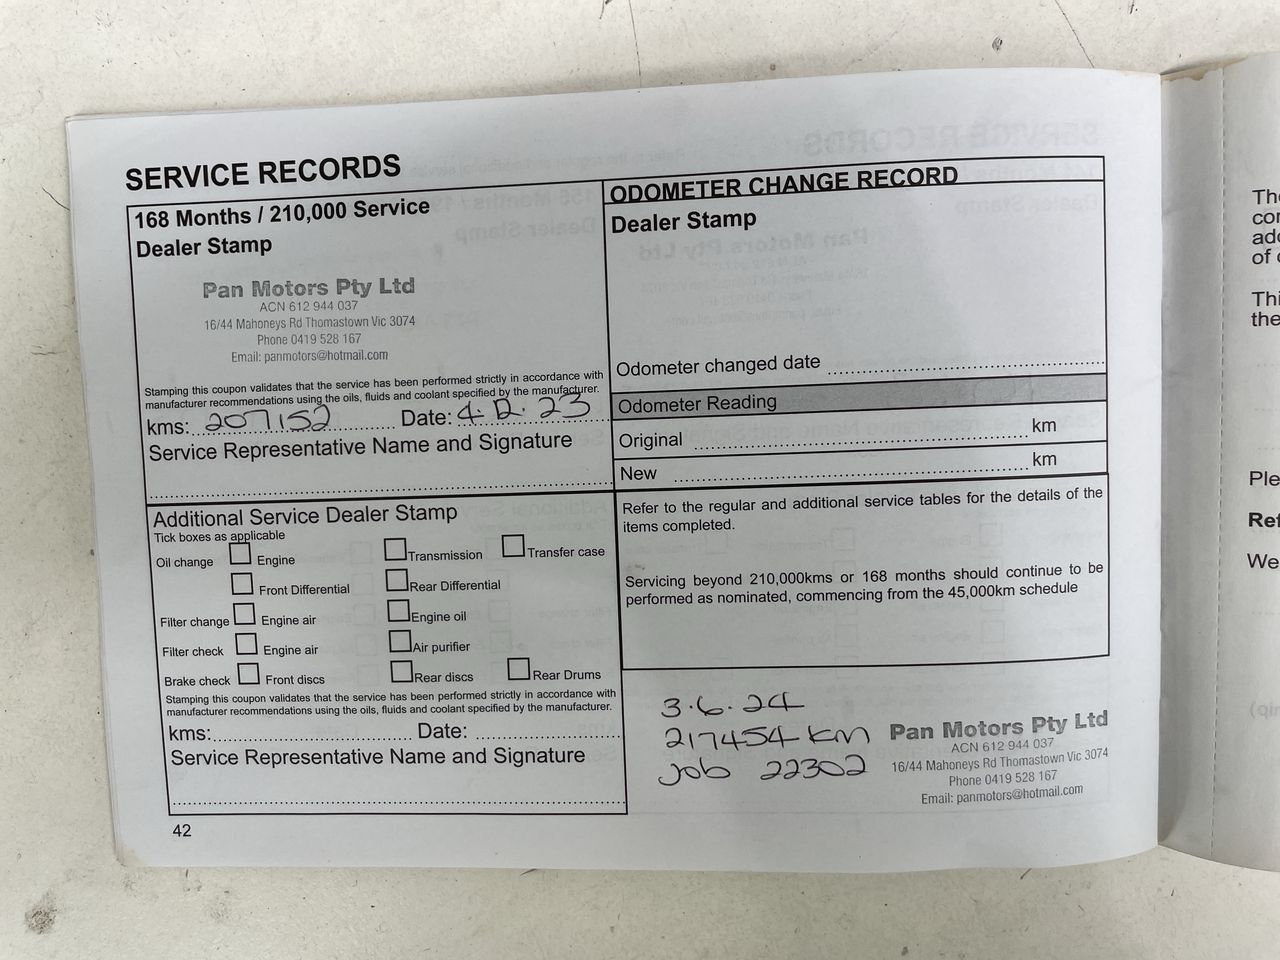 SERVICE RECORDS
168 Months / 210,000 Service
Dealer Stamp
Pan Motors Pty Ltd
ACN 612 944 037
16/44 Mahoneys Rd Thomastown Vic 3074
Phone 0419 528 167
Email: panmotors@hotmail.com
Stamping this coupon validates that the service has been performed strictly in accordance with
manufacturer recommendations using the oils, fluids and coolant specified by the manufacturer.
kms: 207152 Date: 4.12.23
Service Representative Name and Signature
Additional Service Dealer Stamp
Tick boxes as applicable
Oil change Engine Transmission Transfer case
Front Differential Rear Differential
Filter change Engine air Engine oil
Filter check Engine air Air purifier
Brake check Front discs Rear discs Rear Drums
Stamping this coupon validates that the service has been performed strictly in accordance with
manufacturer recommendations using the oils, fluids and coolant specified by the manufacturer.
kms: Date:
Service Representative Name and Signature
42
ODOMETER CHANGE RECORD
Dealer Stamp
Odometer changed date
Odometer Reading
Original km
New km
Refer to the regular and additional service tables for the details of the
items completed.
Servicing beyond 210,000kms or 168 months should continue to be
performed as nominated, commencing from the 45,000km schedule
3.6.24
217454 km
Job 22302
Pan Motors Pty Ltd
ACN 612 944 037
16/44 Mahoneys Rd Thomastown Vic 3074
Phone 0419 528 167
Email: panmotors@hotmail.com
of
the
We